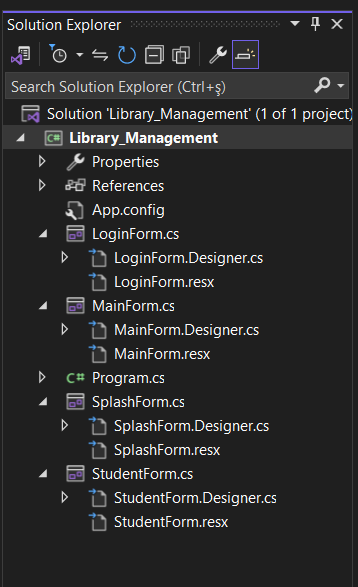 Solution Explorer
Search Solution Explorer (Ctrl+ş)
Solution 'Library_Management' (1 of 1 project)
C# Library_Management
Properties
References
App.config
LoginForm.cs
LoginForm.Designer.cs
LoginForm.resx
MainForm.cs
MainForm.Designer.cs
MainForm.resx
C# Program.cs
SplashForm.cs
SplashForm.Designer.cs
SplashForm.resx
StudentForm.cs
StudentForm.Designer.cs
StudentForm.resx